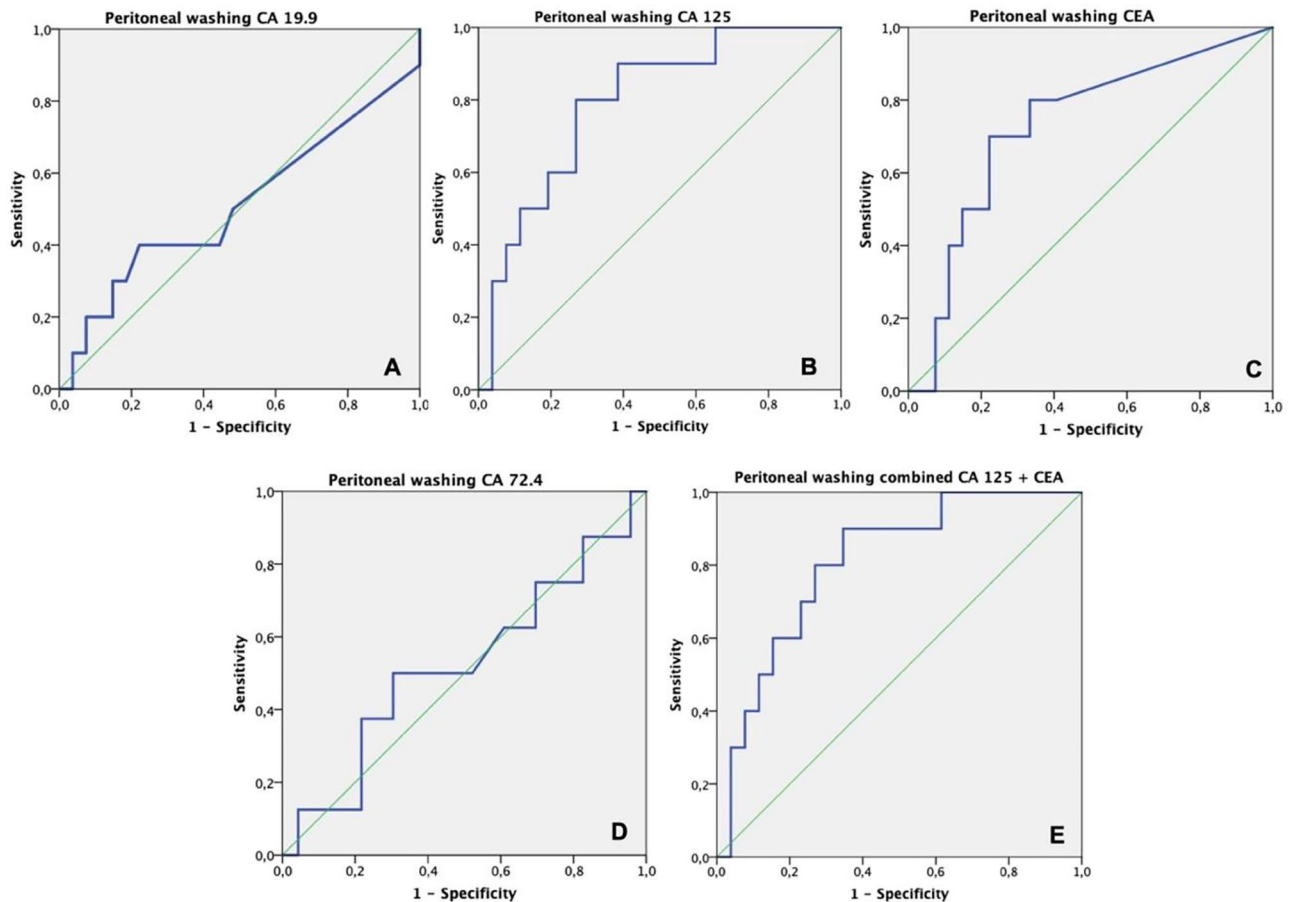 Peritoneal washing CA 19.9
1,0
0,8
0,6
0,4
0,2
0,0
Sensitivity
0,0 0,2 0,4 0,6 0,8 1,0
1 - Specificity
A
Peritoneal washing CA 125
1,0
0,8
0,6
0,4
0,2
0,0
Sensitivity
0,0 0,2 0,4 0,6 0,8 1,0
1 - Specificity
B
Peritoneal washing CEA
1,0
0,8
0,6
0,4
0,2
0,0
Sensitivity
0,0 0,2 0,4 0,6 0,8 1,0
1 - Specificity
C
Peritoneal washing CA 72.4
1,0
0,8
0,6
0,4
0,2
0,0
Sensitivity
0,0 0,2 0,4 0,6 0,8 1,0
1 - Specificity
D
Peritoneal washing combined CA 125 + CEA
1,0
0,8
0,6
0,4
0,2
0,0
Sensitivity
0,0 0,2 0,4 0,6 0,8 1,0
1 - Specificity
E